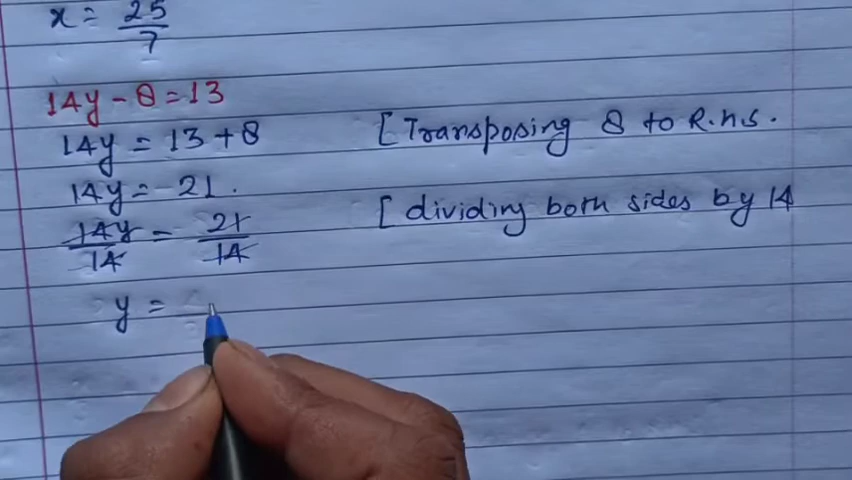 x = 25/7
14y - 8 = 13
14y = 13 + 8 [Transposing 8 to R.h.s.
14y = 21.
14y/14 = 21/14 [dividing both sides by 14
y =